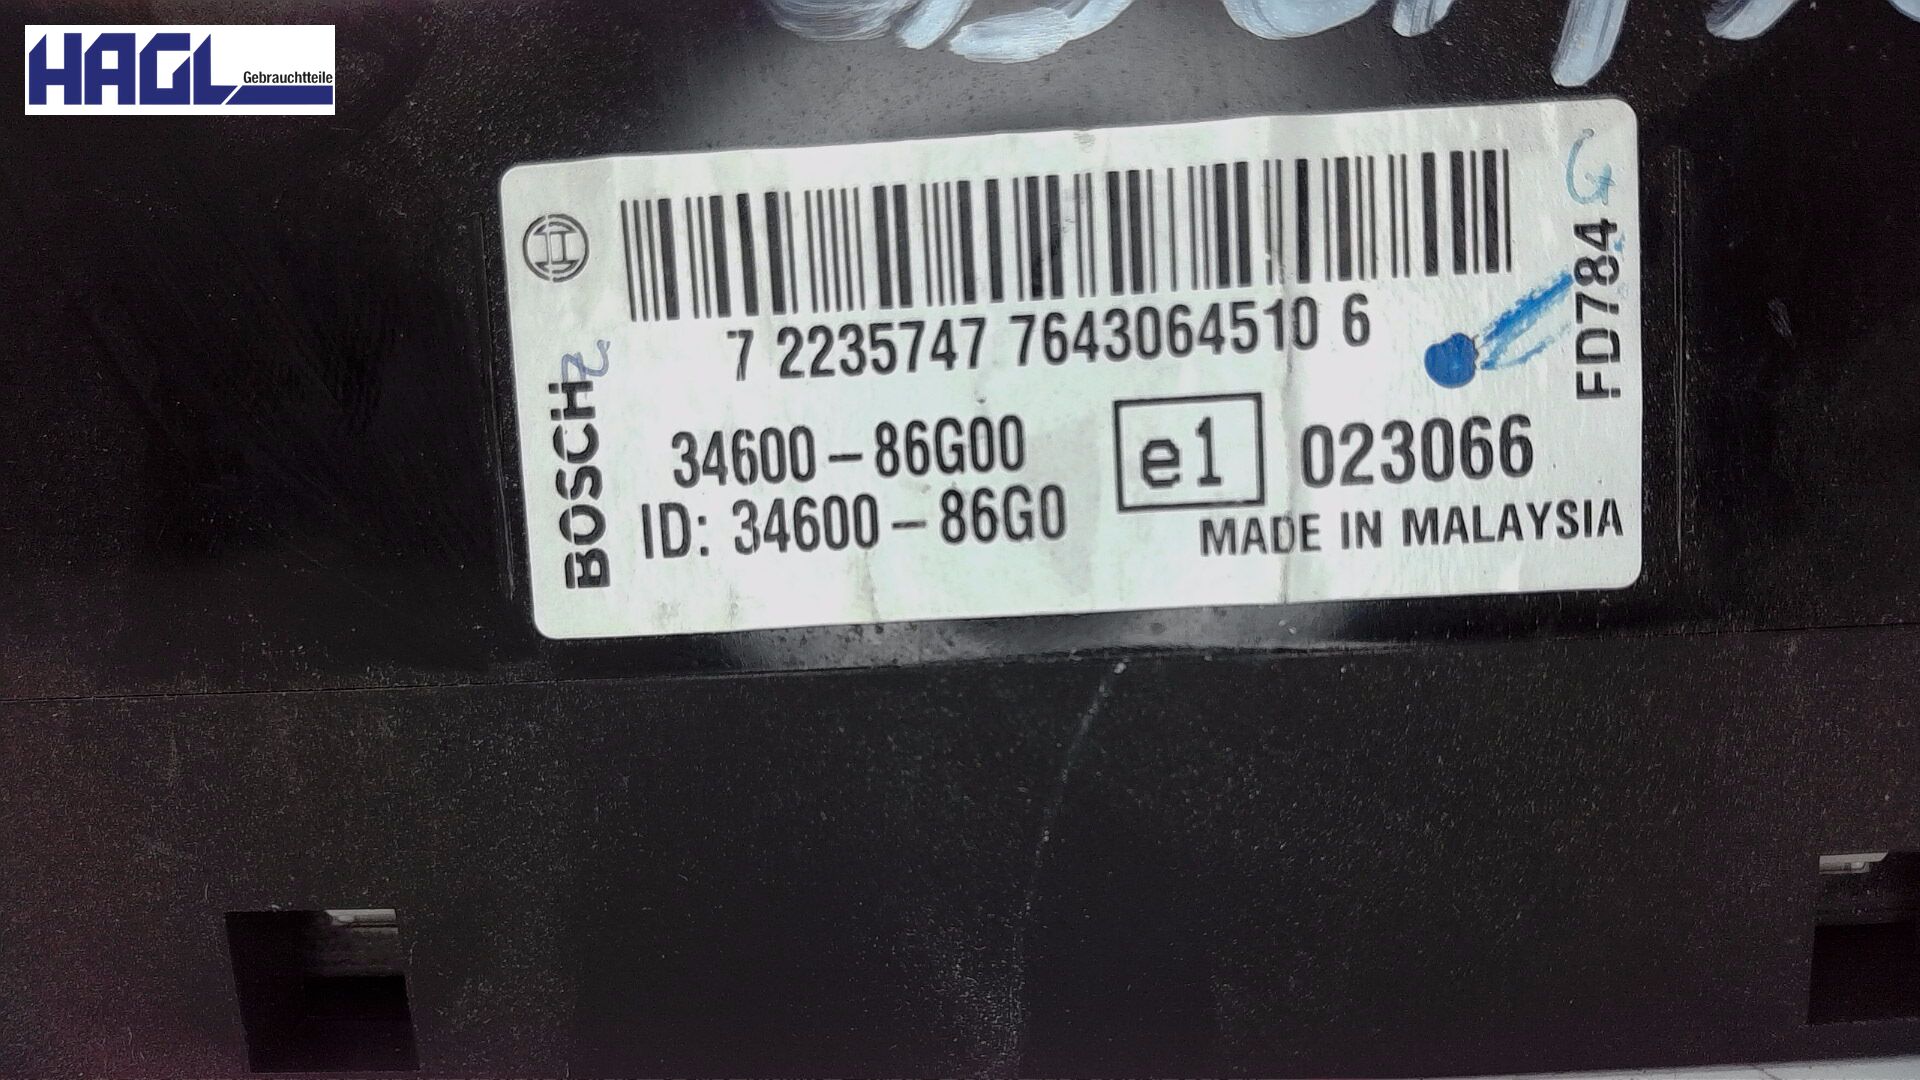 HAGL
Gebrauchtteile
BOSCH
7 2235747 7643064510 6
FD784
G
34600-86G00
e1 023066
ID: 34600-86G0
MADE IN MALAYSIA